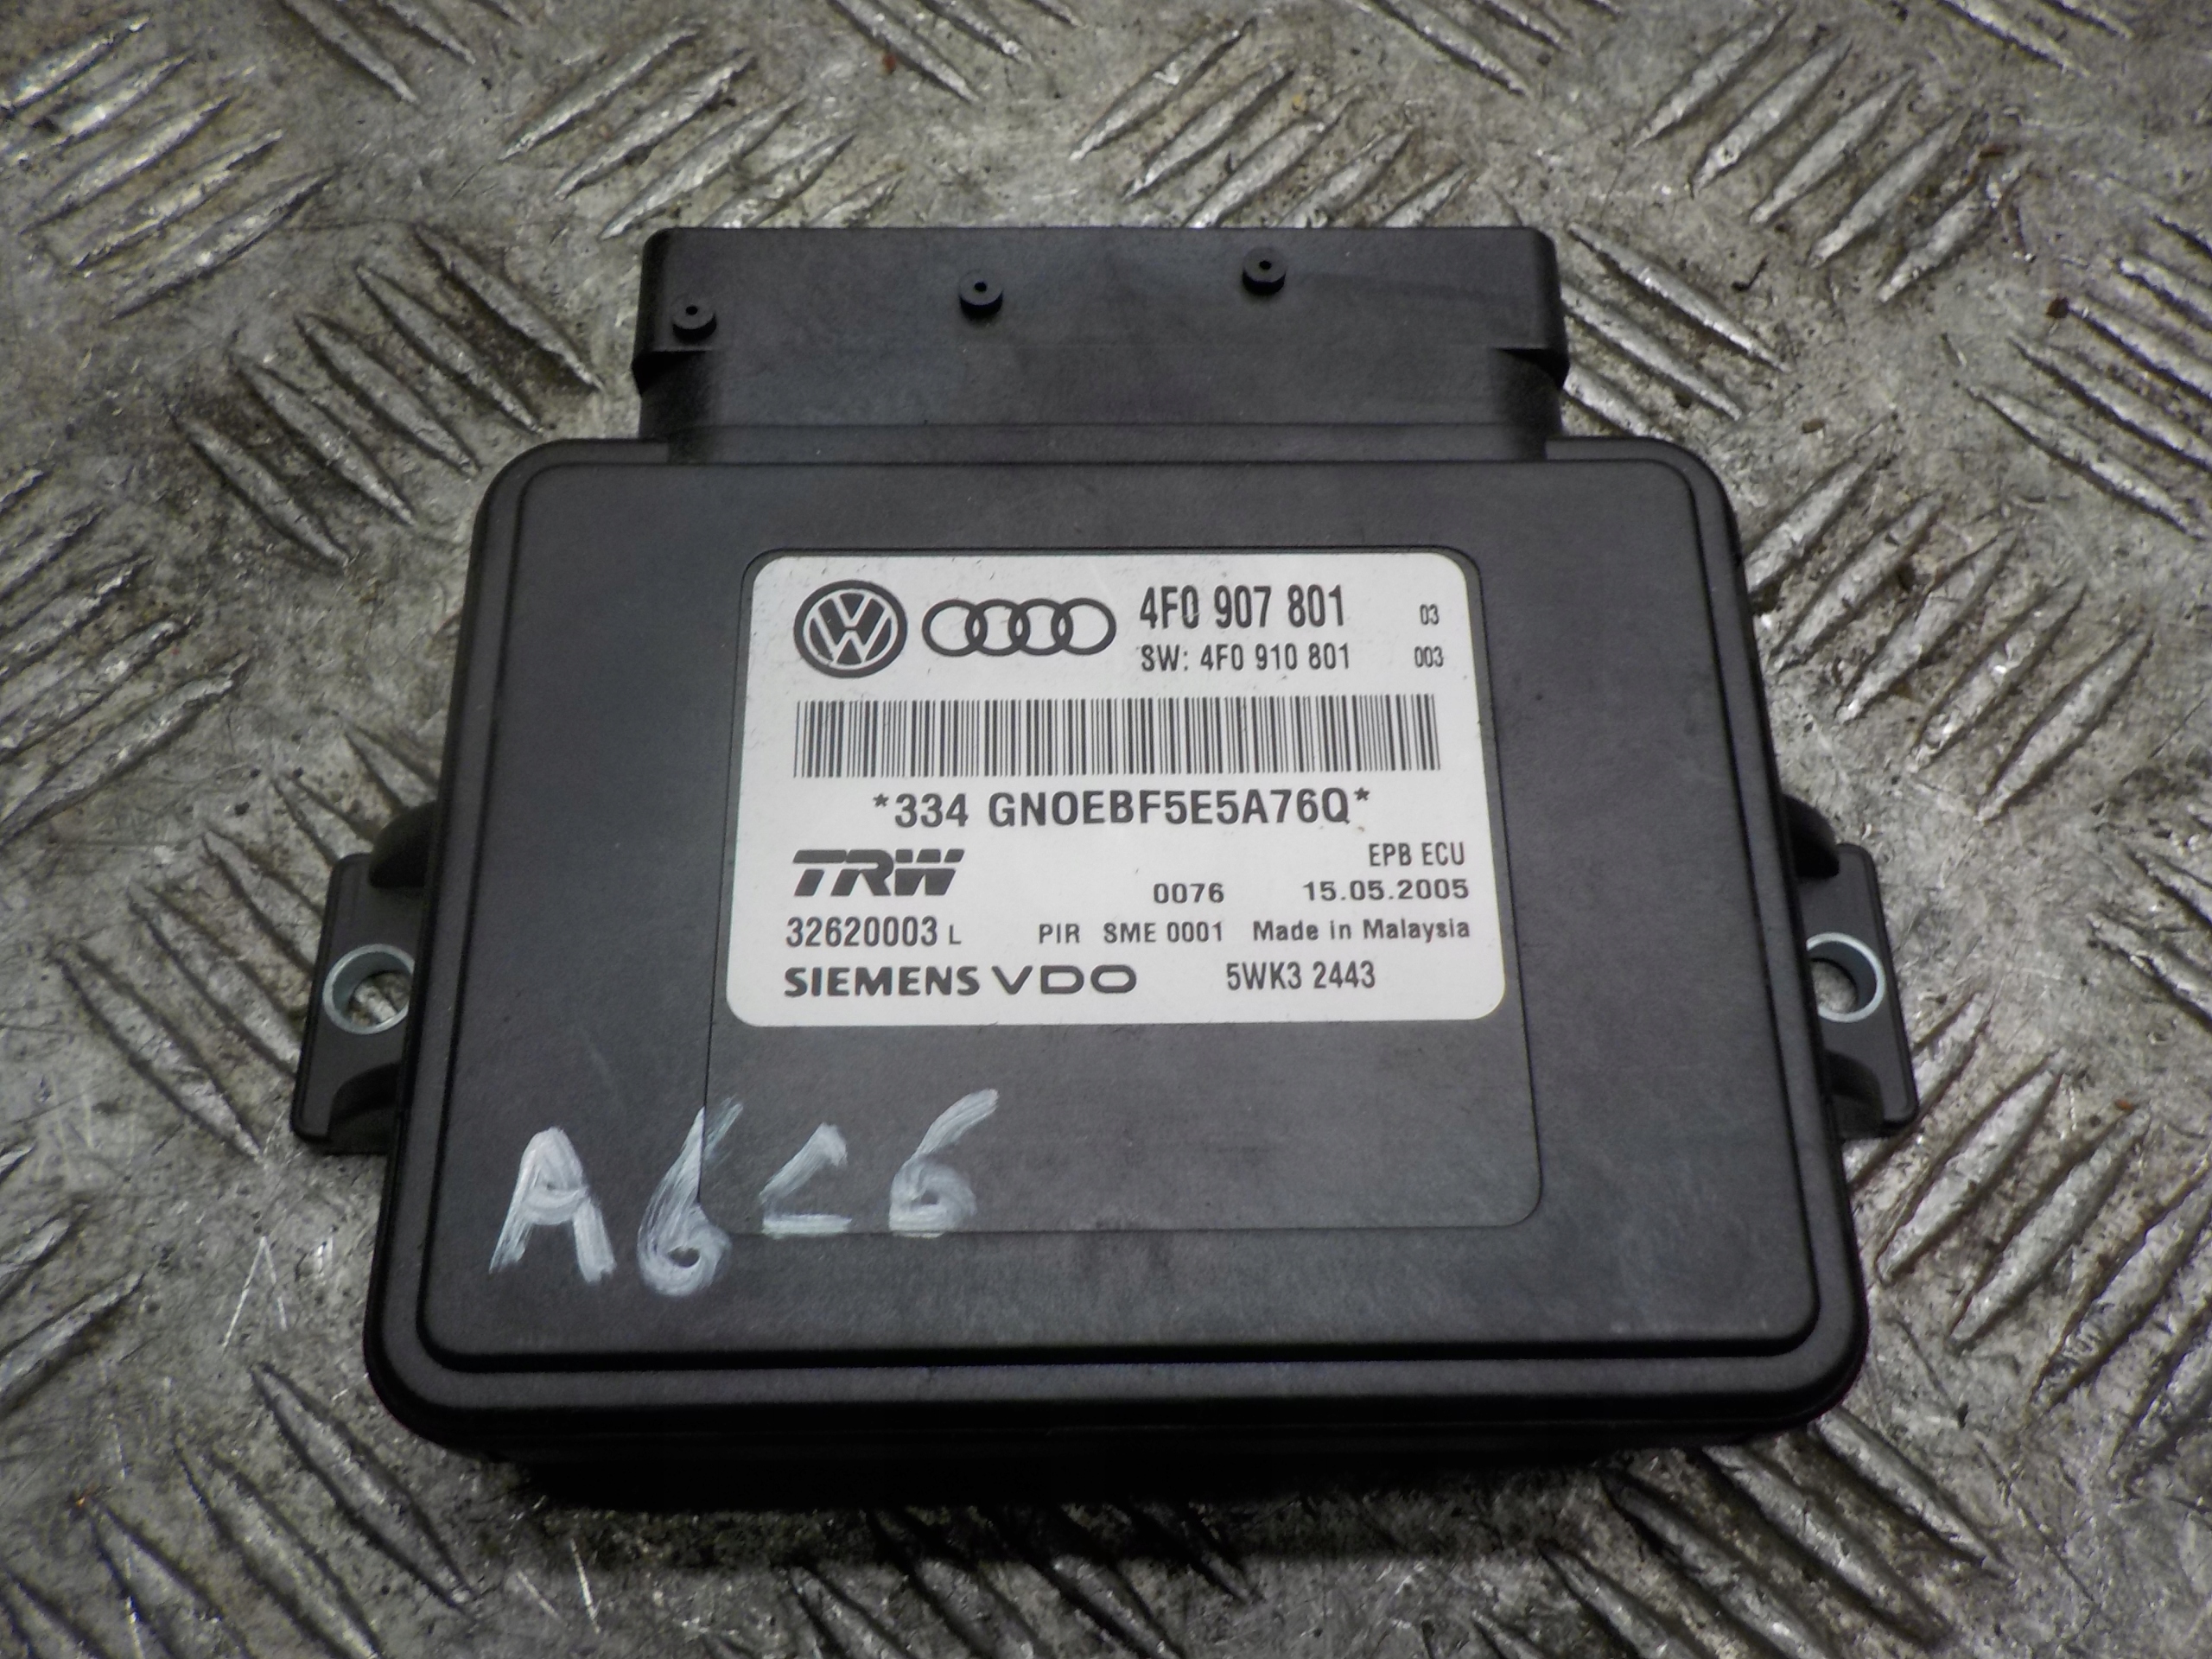 4F0 907 801 03
SW: 4F0 910 801 003
*334 GN0EBF5E5A76Q*
TRW EPB ECU
0076 15.05.2005
32620003 L PIR SME 0001 Made in Malaysia
SIEMENS VDO 5WK3 2443
A6C6